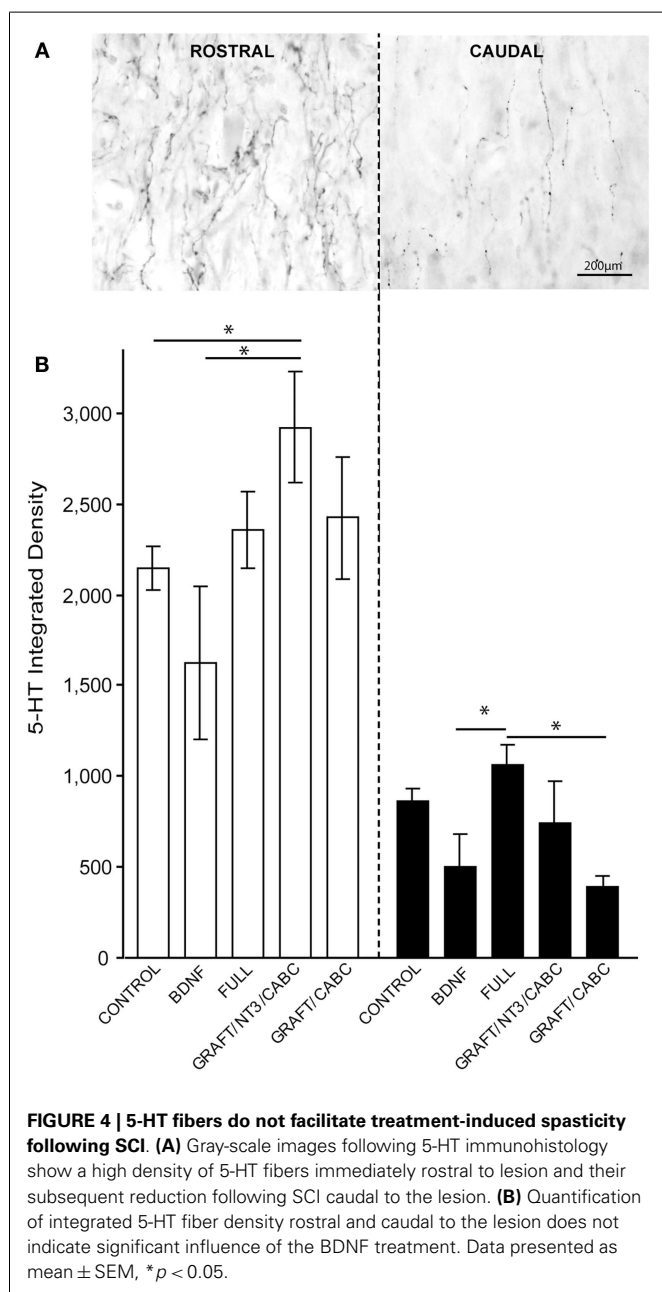 A
ROSTRAL
CAUDAL
200µm
B
*
*
*
*
5-HT Integrated Density
3,000
2,500
2,000
1,500
1,000
500
0
CONTROL
BDNF
FULL
GRAFT/NT3/CABC
GRAFT/CABC
CONTROL
BDNF
FULL
GRAFT/NT3/CABC
GRAFT/CABC
FIGURE 4 | 5-HT fibers do not facilitate treatment-induced spasticity
following SCI. (A) Gray-scale images following 5-HT immunohistology
show a high density of 5-HT fibers immediately rostral to lesion and their
subsequent reduction following SCI caudal to the lesion. (B) Quantification
of integrated 5-HT fiber density rostral and caudal to the lesion does not
indicate significant influence of the BDNF treatment. Data presented as
mean ± SEM, *p < 0.05.